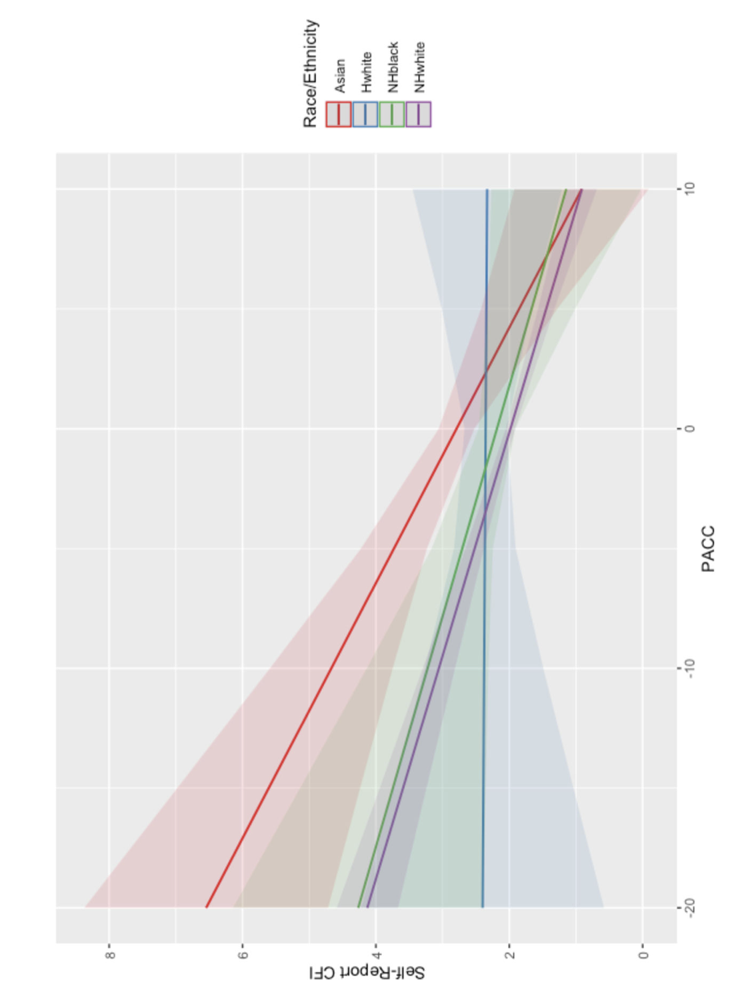 Race/Ethnicity
Asian
Hwhite
NHblack
NHwhite
Self-Report CFI
8
6
4
2
0
-20
-10
0
10
PACC